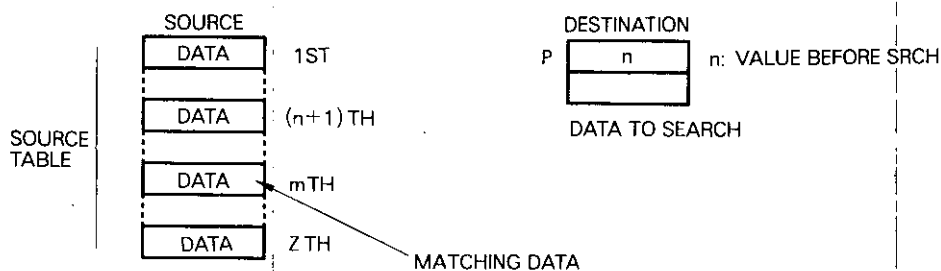 SOURCE
DATA 1ST
DATA (n+1) TH
SOURCE
TABLE
DATA mTH
DATA Z TH
MATCHING DATA
DESTINATION
P n n: VALUE BEFORE SRCH
DATA TO SEARCH